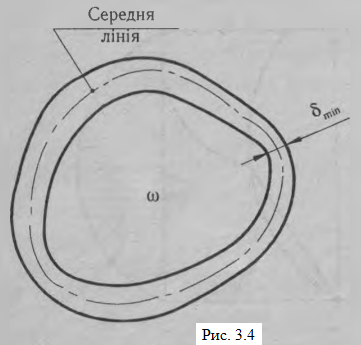 Середня
лінія
δ min
ω
Рис. 3.4